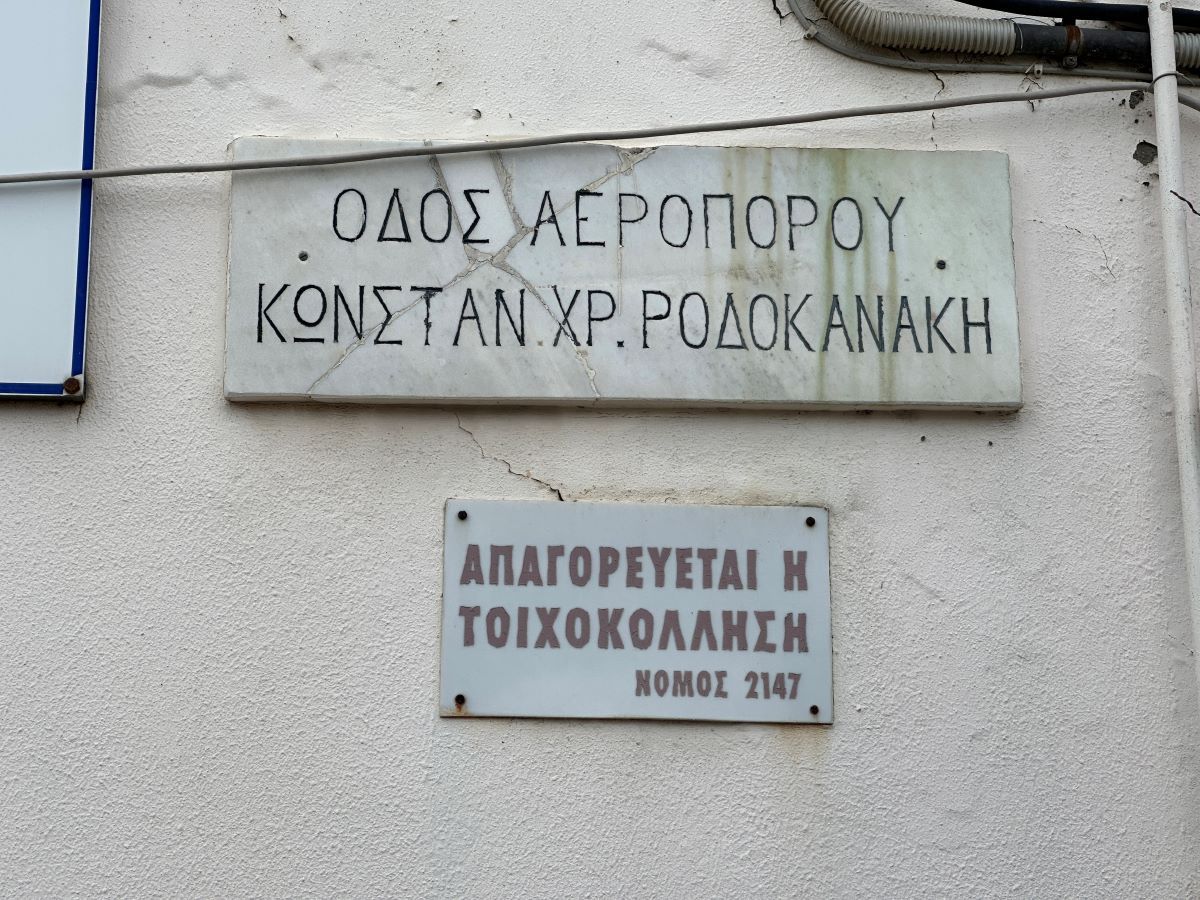 ΟΔΟΣ ΑΕΡΟΠΟΡΟΥ
ΚΩΝΣΤΑΝ.ΧΡ.ΡΟΔΟΚΑΝΑΚΗ
ΑΠΑΓΟΡΕΥΕΤΑΙ Η
ΤΟΙΧΟΚΟΛΛΗΣΗ
ΝΟΜΟΣ 2147